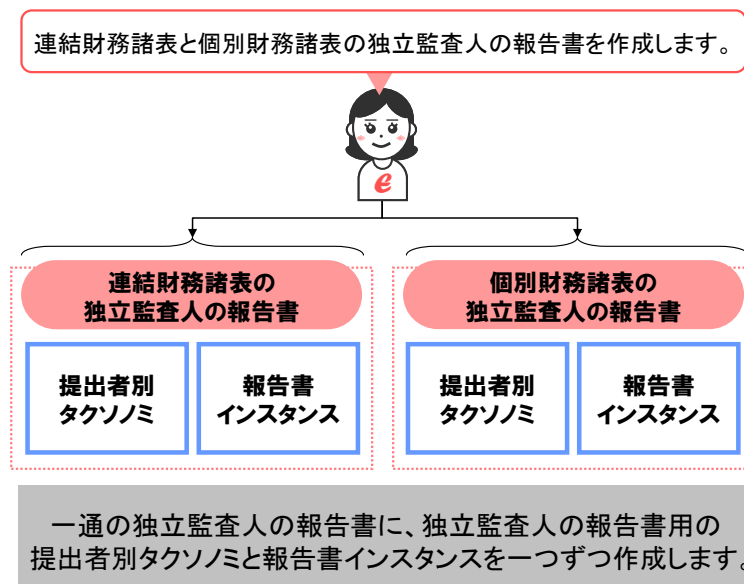 連結財務諸表と個別財務諸表の独立監査人の報告書を作成します。
e
連結財務諸表の
独立監査人の報告書
提出者別
タクソノミ
報告書
インスタンス
個別財務諸表の
独立監査人の報告書
提出者別
タクソノミ
報告書
インスタンス
一通の独立監査人の報告書に、独立監査人の報告書用の
提出者別タクソノミと報告書インスタンスを一つずつ作成します。